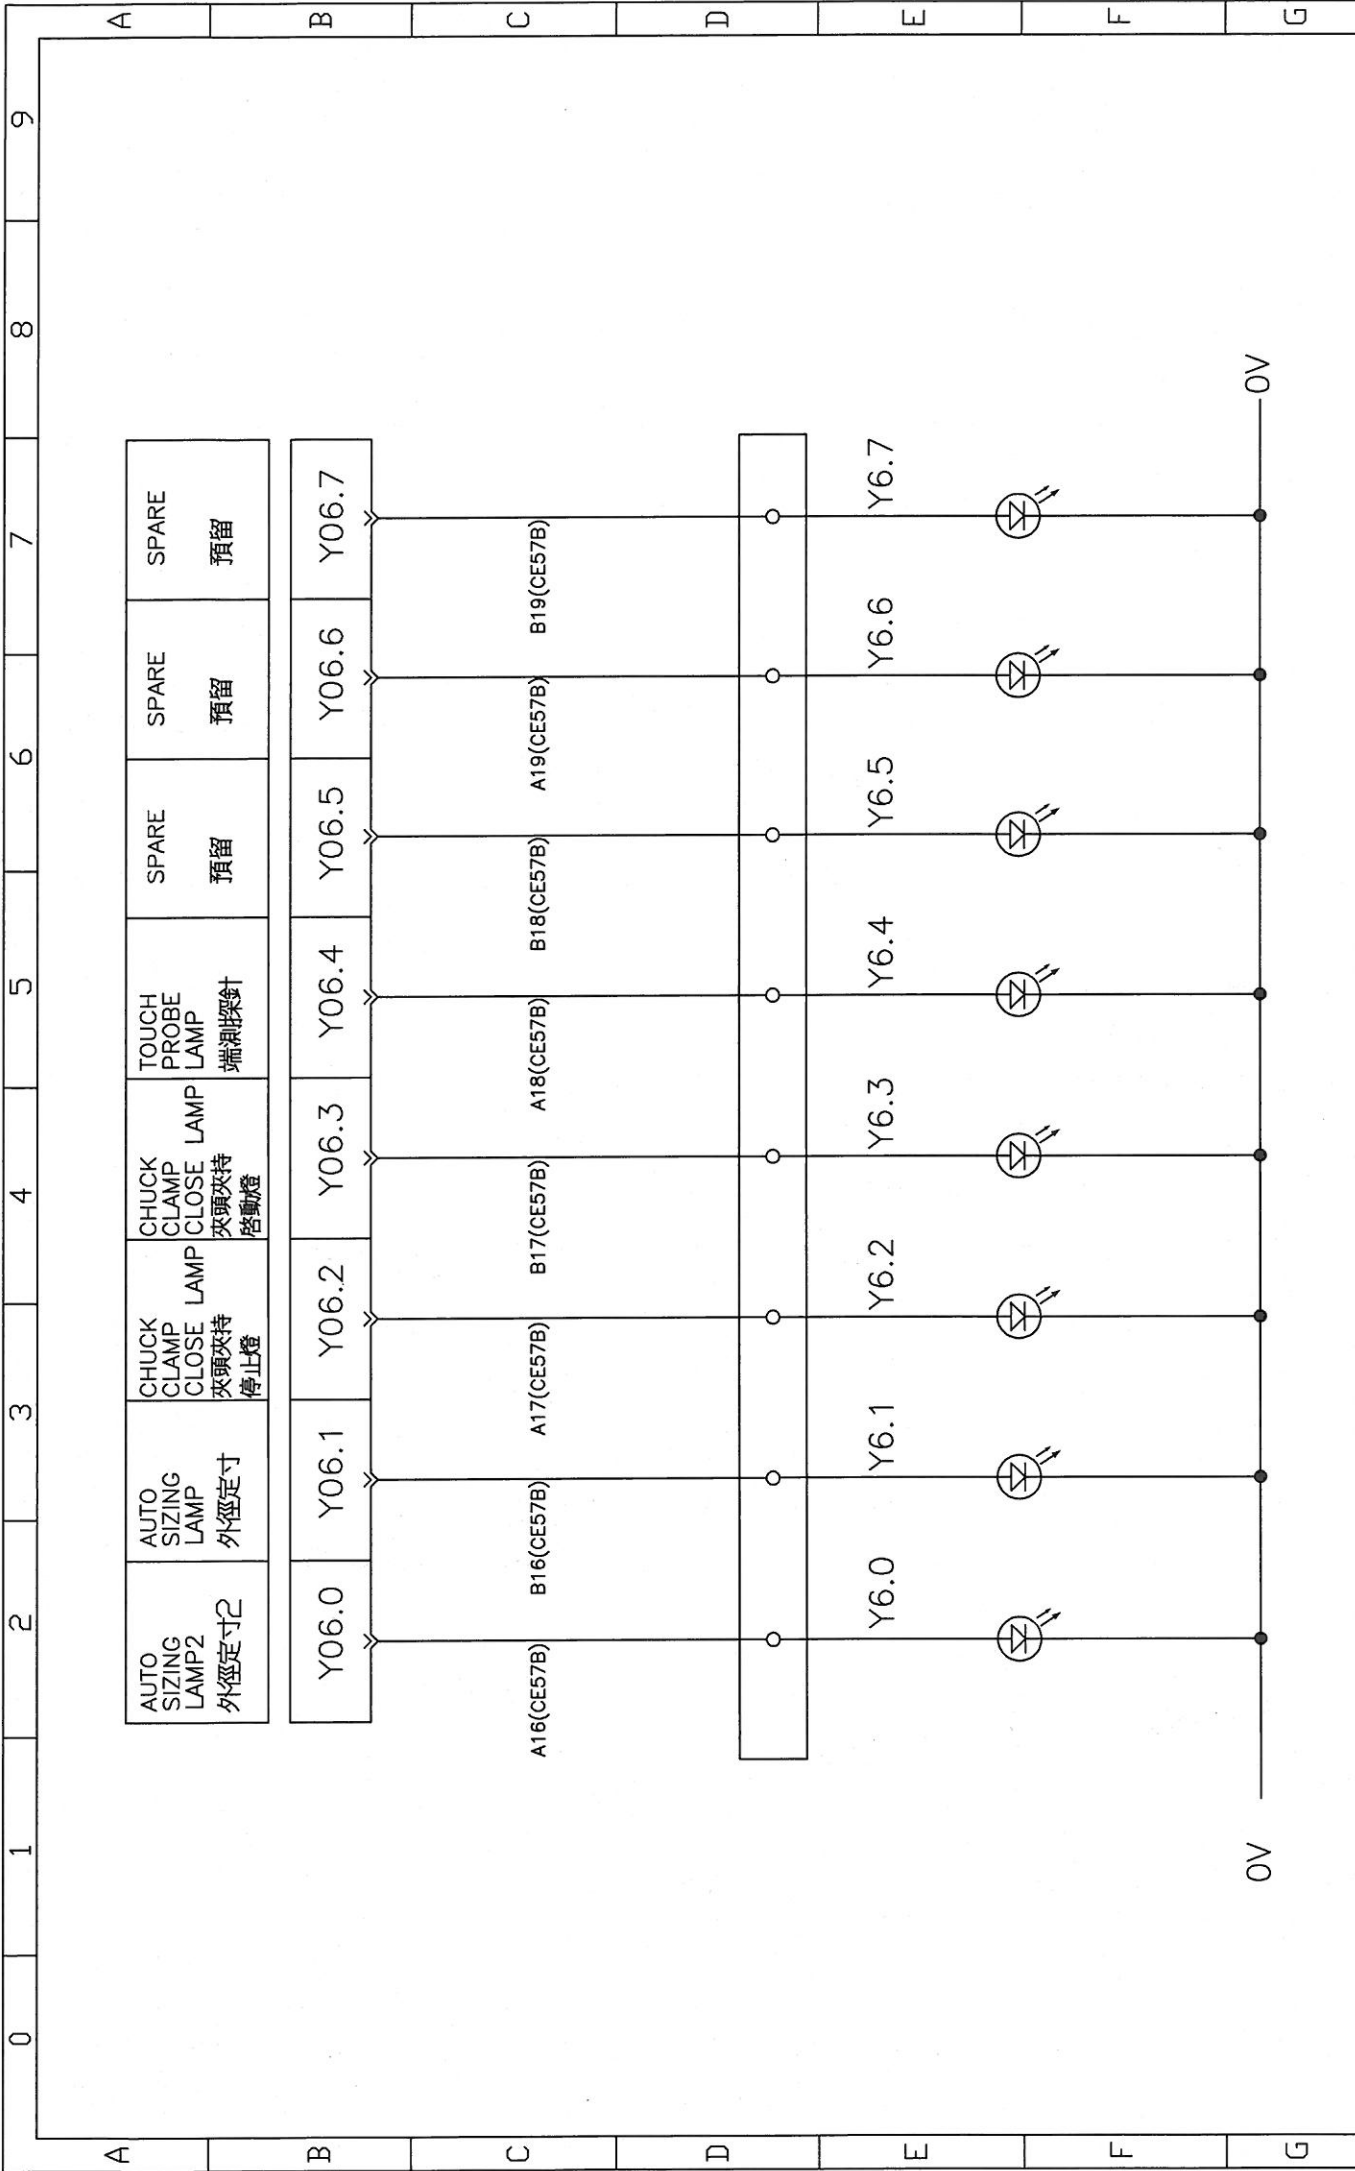 0 1 2 3 4 5 6 7 8 9
A
B
C
D
E
F
G
A
B
C
D
E
F
G
AUTO
SIZING
LAMP2
外徑定寸2
AUTO
SIZING
LAMP
外徑定寸
CHUCK
CLAMP
CLOSE LAMP
夾頭夾持
停止燈
CHUCK
CLAMP
CLOSE LAMP
夾頭夾持
啓動燈
TOUCH
PROBE
LAMP
端測探針
SPARE
預留
SPARE
預留
SPARE
預留
Y06.0 Y06.1 Y06.2 Y06.3 Y06.4 Y06.5 Y06.6 Y06.7
A16(CE57B) B16(CE57B) A17(CE57B) B17(CE57B) A18(CE57B) B18(CE57B) A19(CE57B) B19(CE57B)
Y6.0 Y6.1 Y6.2 Y6.3 Y6.4 Y6.5 Y6.6 Y6.7
0V 0V